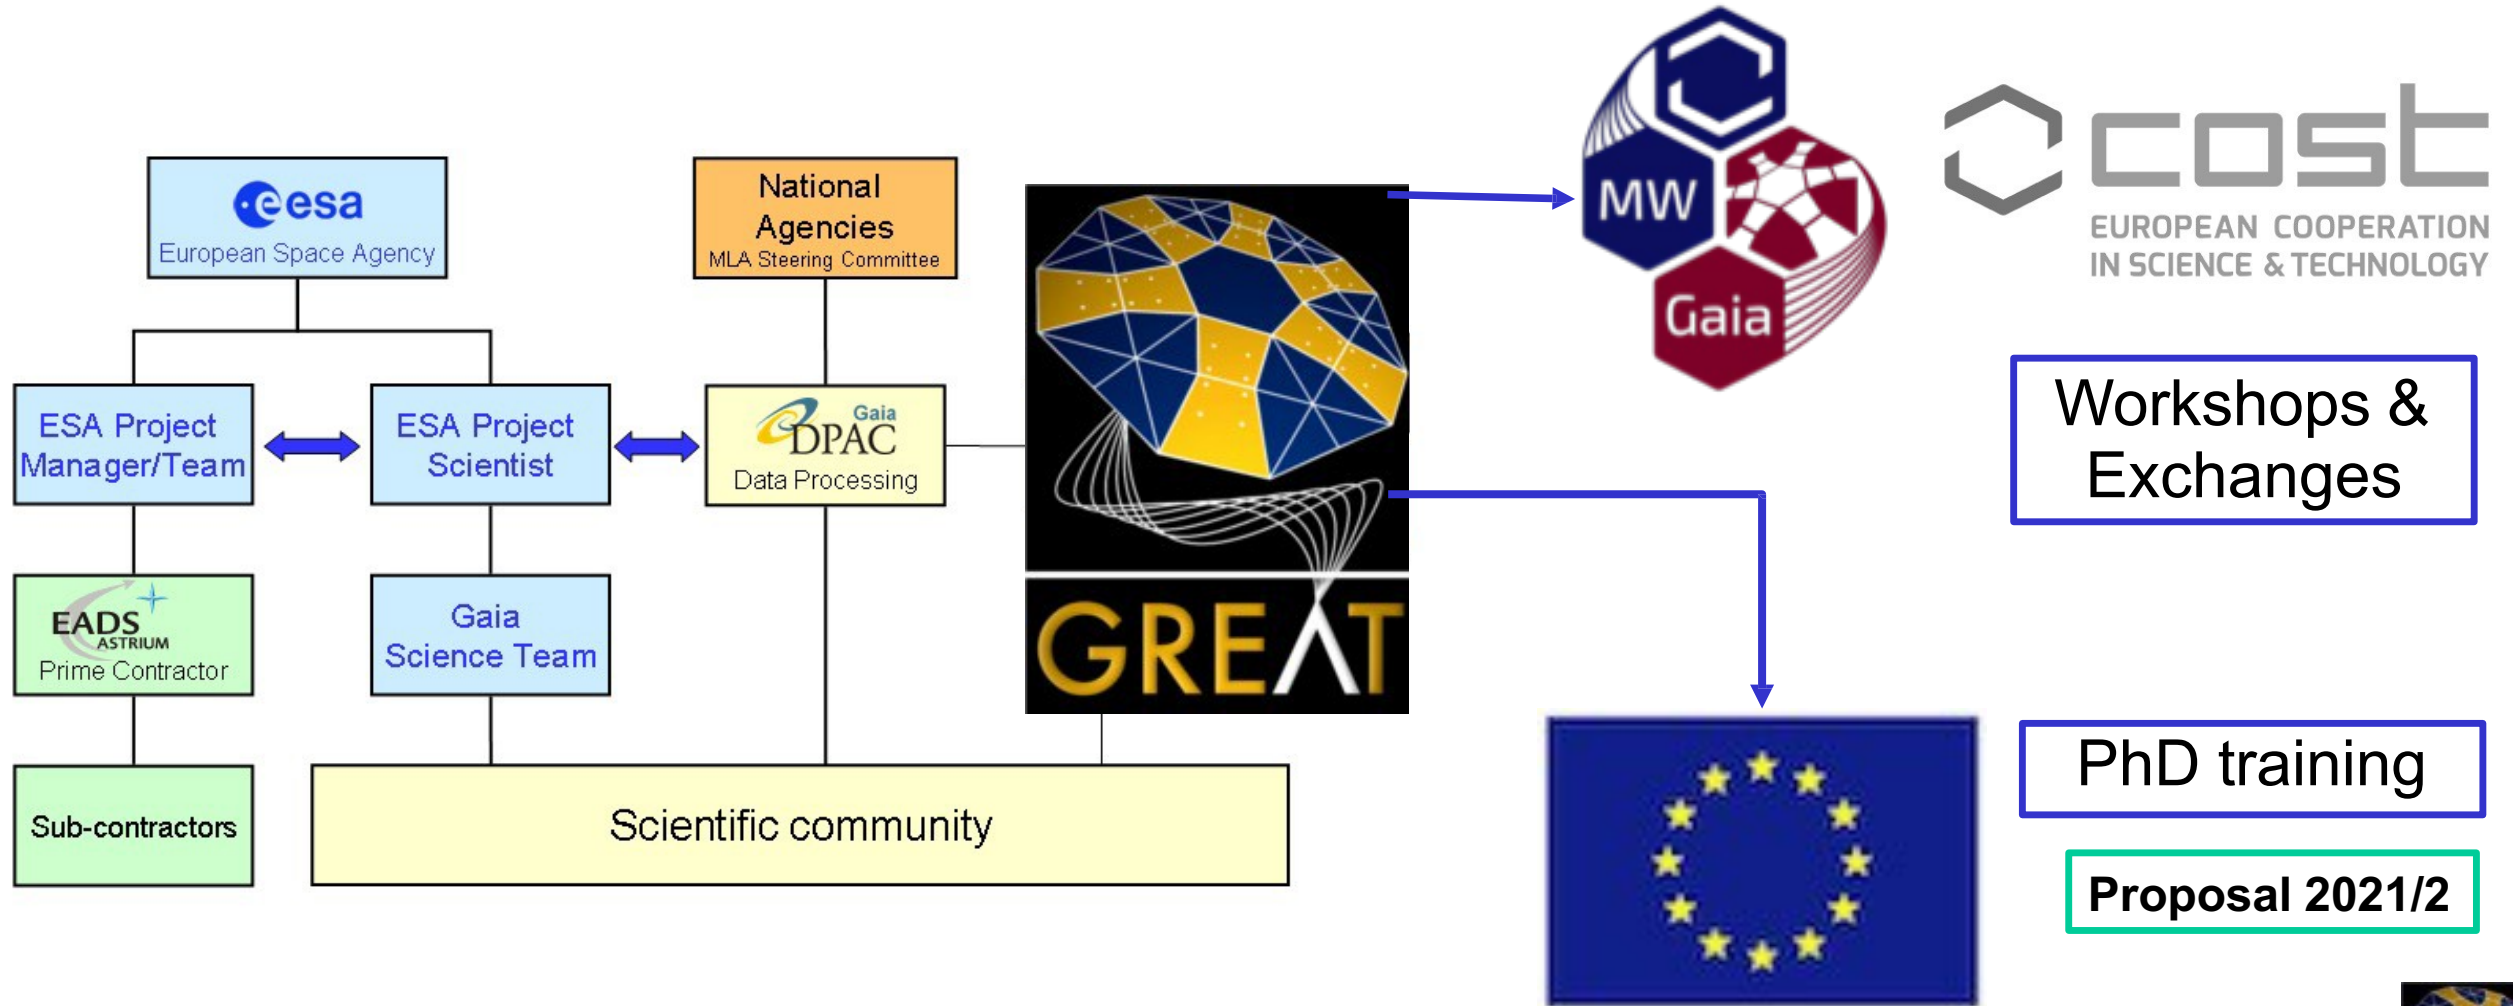 esa
European Space Agency
National
Agencies
MLA Steering Committee
ESA Project
Manager/Team
ESA Project
Scientist
Gaia
DPAC
Data Processing
EADS
ASTRIUM
Prime Contractor
Gaia
Science Team
Sub-contractors
Scientific community
GREAT
MW
Gaia
cost
EUROPEAN COOPERATION
IN SCIENCE & TECHNOLOGY
Workshops &
Exchanges
PhD training
Proposal 2021/2